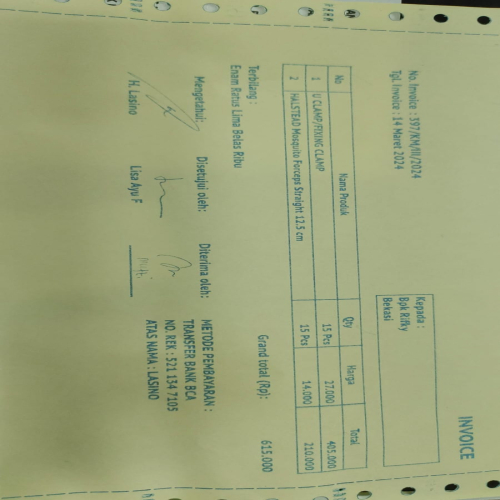 INVOICE
No. Invoice : 397/KM/III/2024
Tgl. Invoice : 14 Maret 2024
Kepada :
Bpk Rifky
Bekasi
No Nama Produk Qty Harga Total
1 U CLAMP/FIXING CLAMP 15 Pcs 27.000 405.000
2 HALSTEAD Mosquito Forceps Straight 12.5 cm 15 Pcs 14.000 210.000
Grand total (Rp): 615.000
Terbilang :
Enam Ratus Lima Belas Ribu
Mengetahui: Disetujui oleh: Diterima oleh:
H. Lasino Lisa Ayu F
METODE PEMBAYARAN :
TRANSFER BANK BCA
NO. REK : 521 134 7105
ATAS NAMA : LASINO